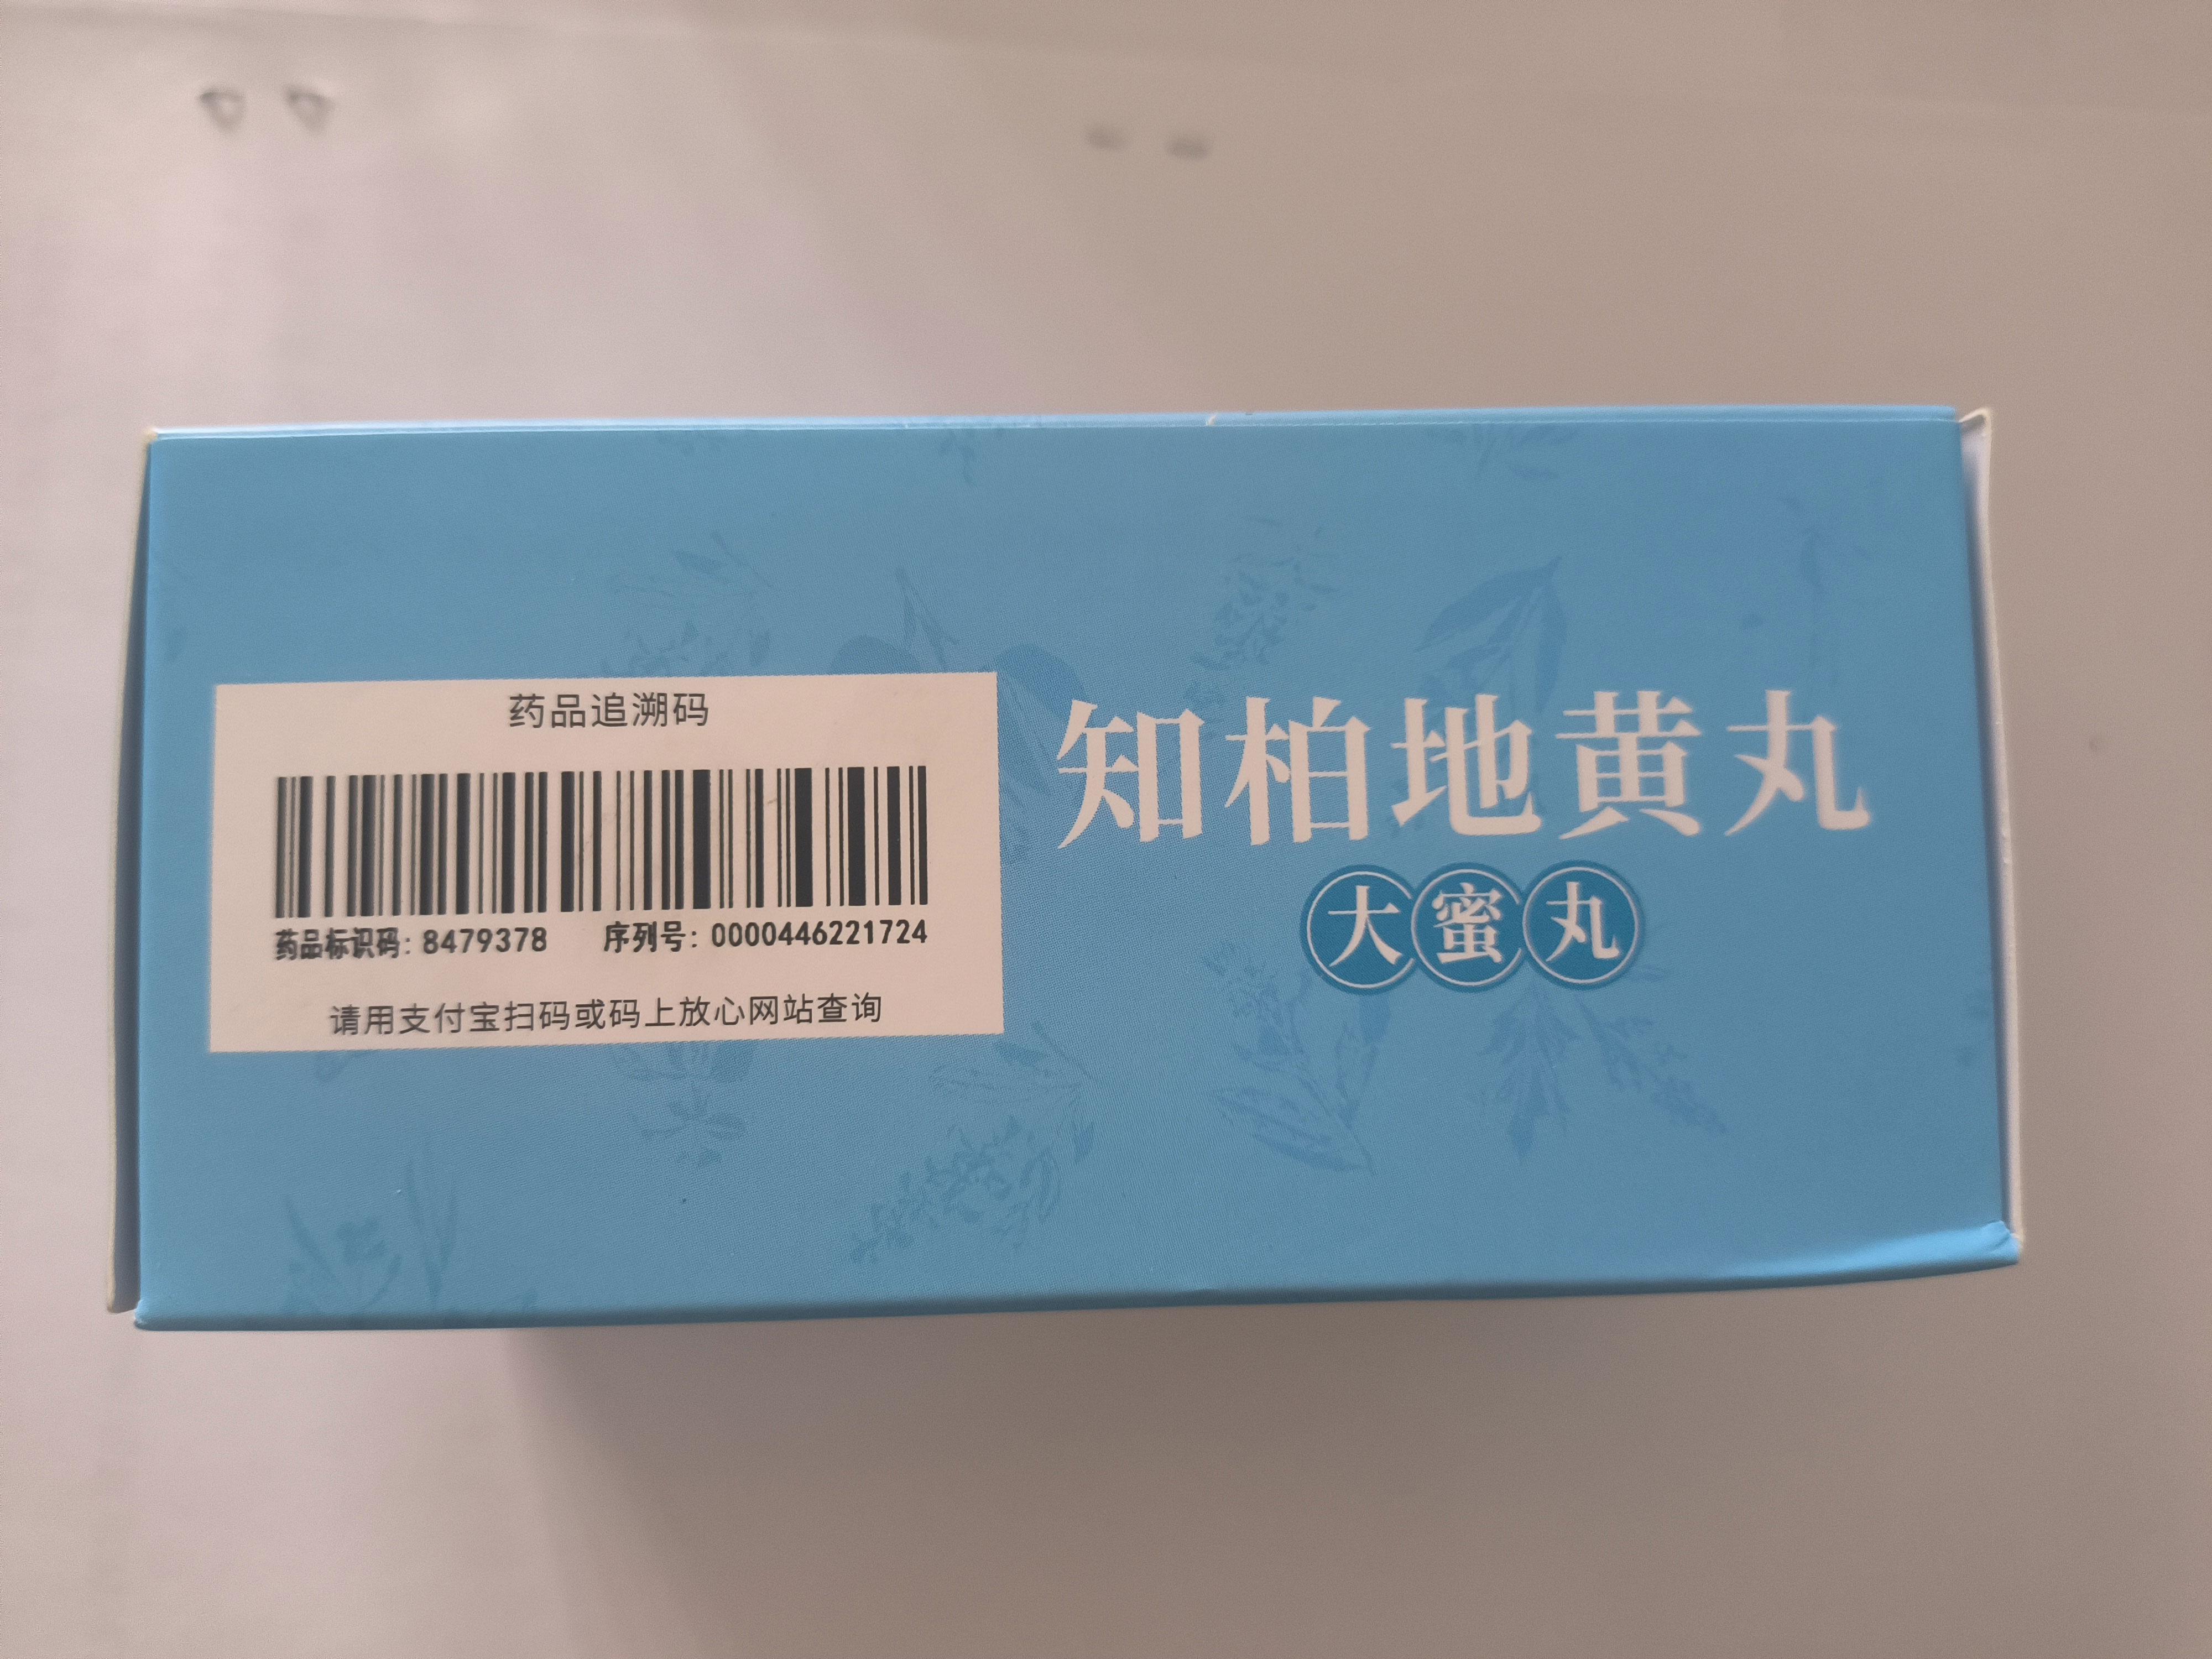 药品追溯码
药品标识码: 8479378 序列号: 0000446221724
请用支付宝扫码或码上放心网站查询
知柏地黄丸
大蜜丸